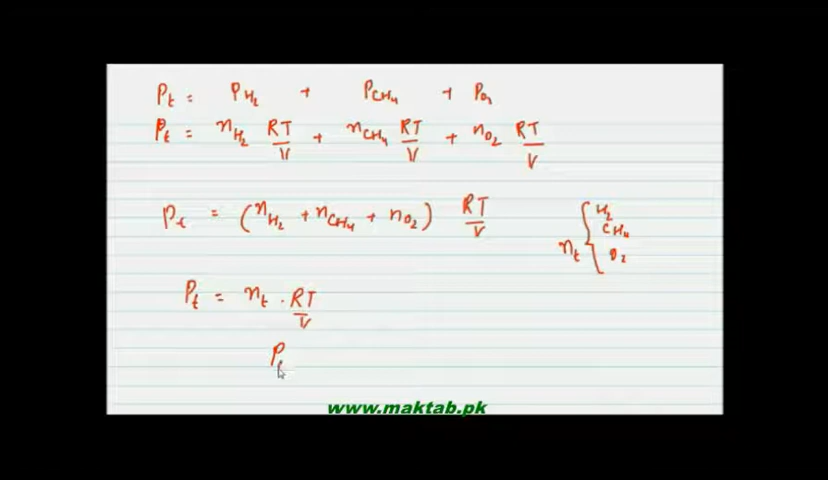 Pt = PH₂ + PCH₄ + PO₂
Pt = nH₂ RT/V + nCH₄ RT/V + nO₂ RT/V
Pt = (nH₂ + nCH₄ + nO₂) RT/V
nt { H₂ CH₄ O₂
Pt = nt . RT/V
P
www.maktab.pk